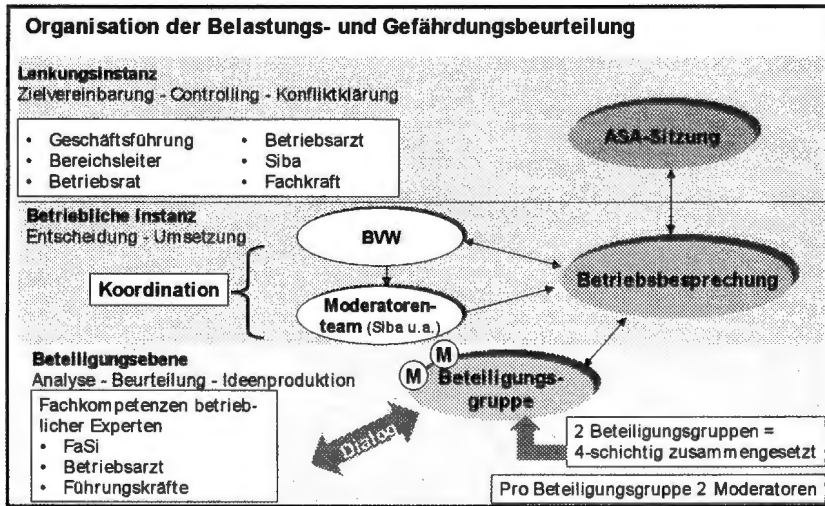 Organisation der Belastungs- und Gefährdungsbeurteilung
Lenkungsinstanz
Zielvereinbarung - Controlling - Konfliktklärung
• Geschäftsführung
• Bereichsleiter
• Betriebsrat
• Betriebsarzt
• Siba
• Fachkraft
ASA-Sitzung
Betriebliche Instanz
Entscheidung - Umsetzung
BVW
Betriebsbesprechung
Koordination
Moderatoren-
team (Siba u.a.)
Beteiligungsebene
Analyse - Beurteilung - Ideenproduktion
M
M
Beteiligungs-
gruppe
Fachkompetenzen betrieb-
licher Experten
• FaSi
• Betriebsarzt
• Führungskräfte
Dialog
2 Beteiligungsgruppen =
4-schichtig zusammengesetzt
Pro Beteiligungsgruppe 2 Moderatoren